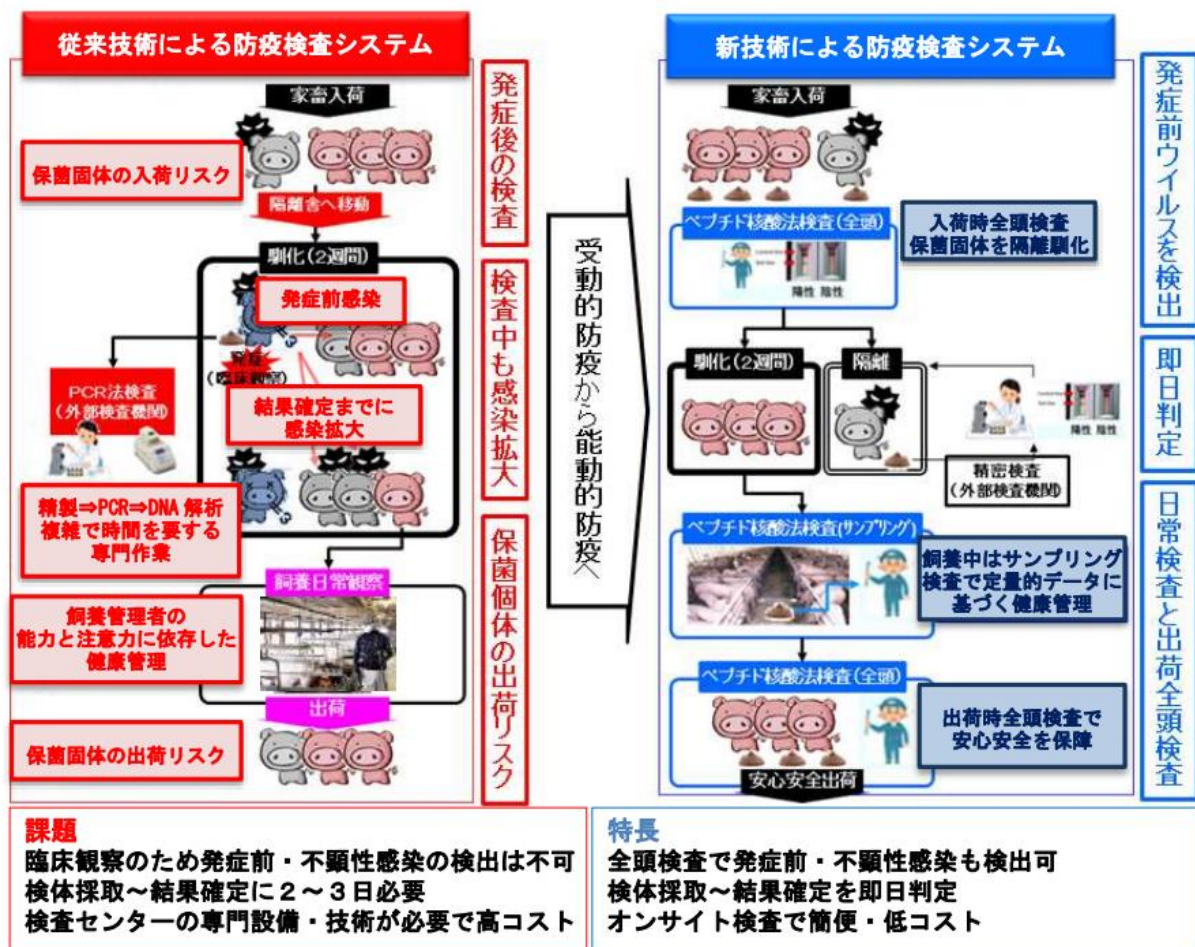 従来技術による防疫検査システム
家畜入荷
保菌固体の入荷リスク
隔離舎へ移動
馴化(2週間)
発症前感染
発症
(臨床観察)
PCR法検査
(外部検査機関)
結果確定までに
感染拡大
精製⇒PCR⇒DNA 解析
複雑で時間を要する
専門作業
飼養日常観察
飼養管理者の
能力と注意力に依存した
健康管理
出荷
保菌固体の出荷リスク
発症後の検査
検査中も感染拡大
保菌個体の出荷リスク
受動的防疫から能動的防疫へ
新技術による防疫検査システム
家畜入荷
ペプチド核酸法検査(全頭)
陽性 陰性
入荷時全頭検査
保菌固体を隔離馴化
馴化(2週間)
隔離
陽性 陰性
精密検査
(外部検査機関)
ペプチド核酸法検査(サンプリング)
飼養中はサンプリング
検査で定量的データに
基づく健康管理
ペプチド核酸法検査(全頭)
出荷時全頭検査で
安心安全を保障
安心安全出荷
発症前ウイルスを検出
即日判定
日常検査と出荷全頭検査
課題
臨床観察のため発症前・不顕性感染の検出は不可
検体採取～結果確定に２～３日必要
検査センターの専門設備・技術が必要で高コスト
特長
全頭検査で発症前・不顕性感染も検出可
検体採取～結果確定を即日判定
オンサイト検査で簡便・低コスト